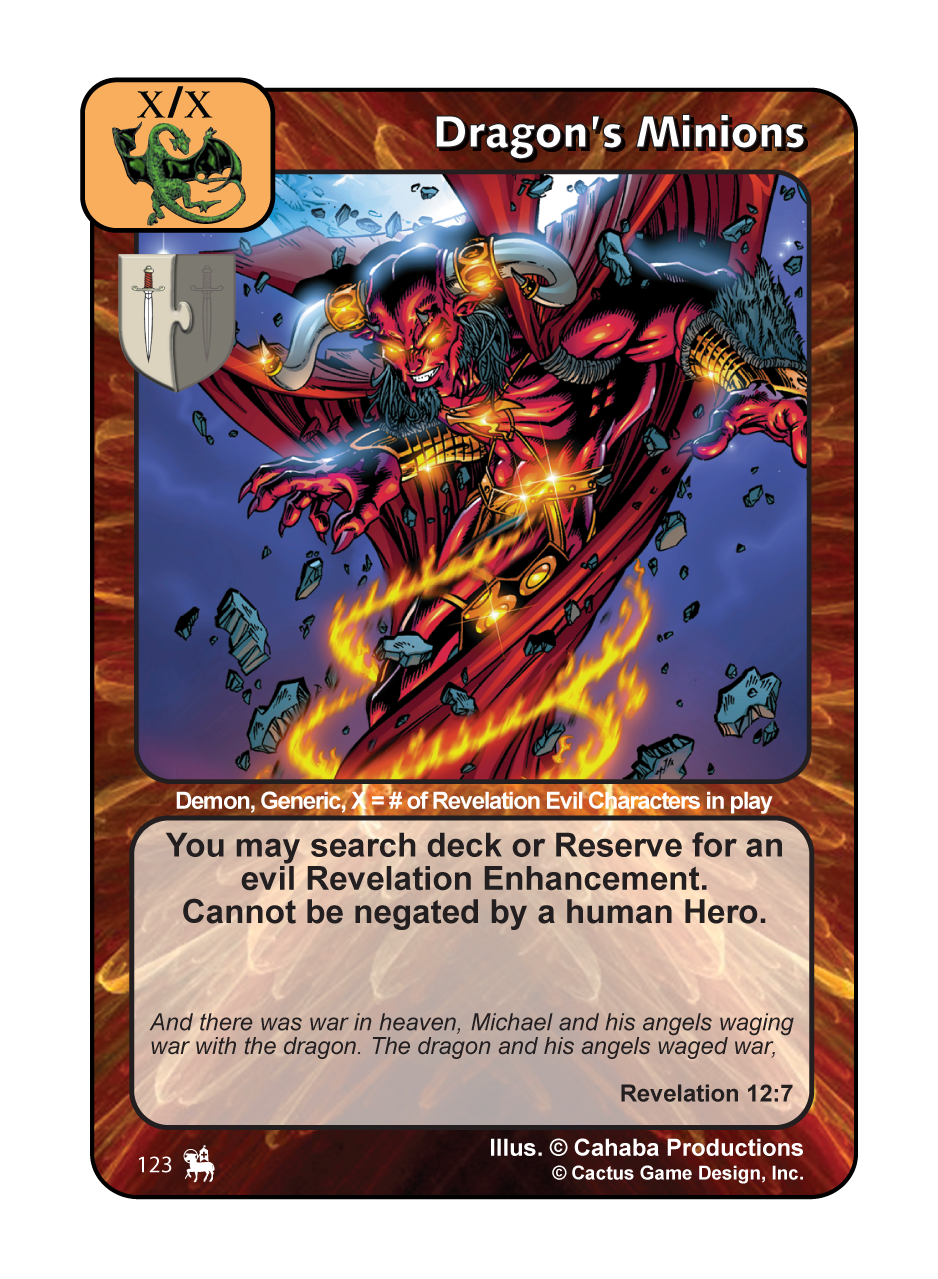 X/X
Dragon's Minions
Demon, Generic, X = # of Revelation Evil Characters in play
You may search deck or Reserve for an
evil Revelation Enhancement.
Cannot be negated by a human Hero.
And there was war in heaven, Michael and his angels waging
war with the dragon. The dragon and his angels waged war,
Revelation 12:7
Illus. © Cahaba Productions
123
© Cactus Game Design, Inc.